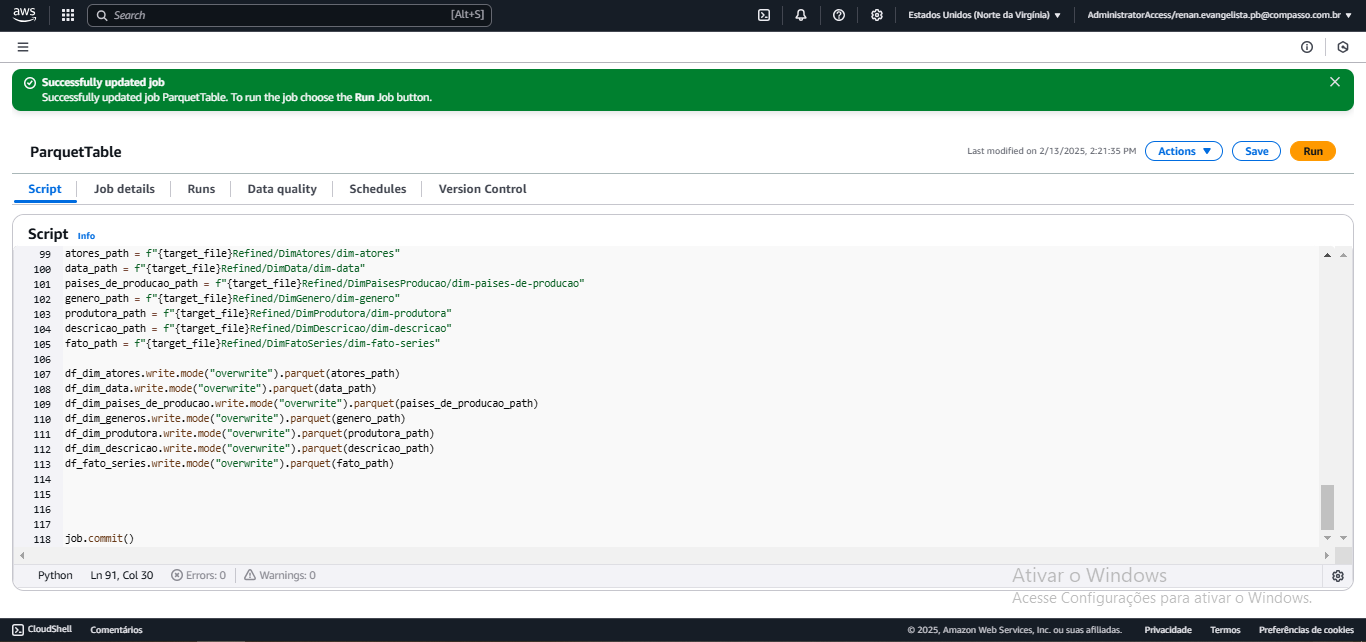 aws
Search [Alt+S]
Estados Unidos (Norte da Virgínia) ▼
AdministratorAccess/renan.evangelista.pb@compasso.com.br ▼
Successfully updated job
Successfully updated job ParquetTable. To run the job choose the Run Job button.
ParquetTable
Last modified on 2/13/2025, 2:21:35 PM
Actions ▼
Save
Run
Script
Job details
Runs
Data quality
Schedules
Version Control
Script Info
99 atores_path = f"{target_file}Refined/DimAtores/dim-atores"
100 data_path = f"{target_file}Refined/DimData/dim-data"
101 paises_de_producao_path = f"{target_file}Refined/DimPaisesProducao/dim-paises-de-producao"
102 genero_path = f"{target_file}Refined/DimGenero/dim-genero"
103 produtora_path = f"{target_file}Refined/DimProdutora/dim-produtora"
104 descricao_path = f"{target_file}Refined/DimDescricao/dim-descricao"
105 fato_path = f"{target_file}Refined/DimFatoSeries/dim-fato-series"
106
107 df_dim_atores.write.mode("overwrite").parquet(atores_path)
108 df_dim_data.write.mode("overwrite").parquet(data_path)
109 df_dim_paises_de_producao.write.mode("overwrite").parquet(paises_de_producao_path)
110 df_dim_generos.write.mode("overwrite").parquet(genero_path)
111 df_dim_produtora.write.mode("overwrite").parquet(produtora_path)
112 df_dim_descricao.write.mode("overwrite").parquet(descricao_path)
113 df_fato_series.write.mode("overwrite").parquet(fato_path)
114
115
116
117
118 job.commit()
Python Ln 91, Col 30 Errors: 0 Warnings: 0
Ativar o Windows
Acesse Configurações para ativar o Windows.
CloudShell
Comentários
© 2025, Amazon Web Services, Inc. ou suas afiliadas.
Privacidade
Termos
Preferências de cookies